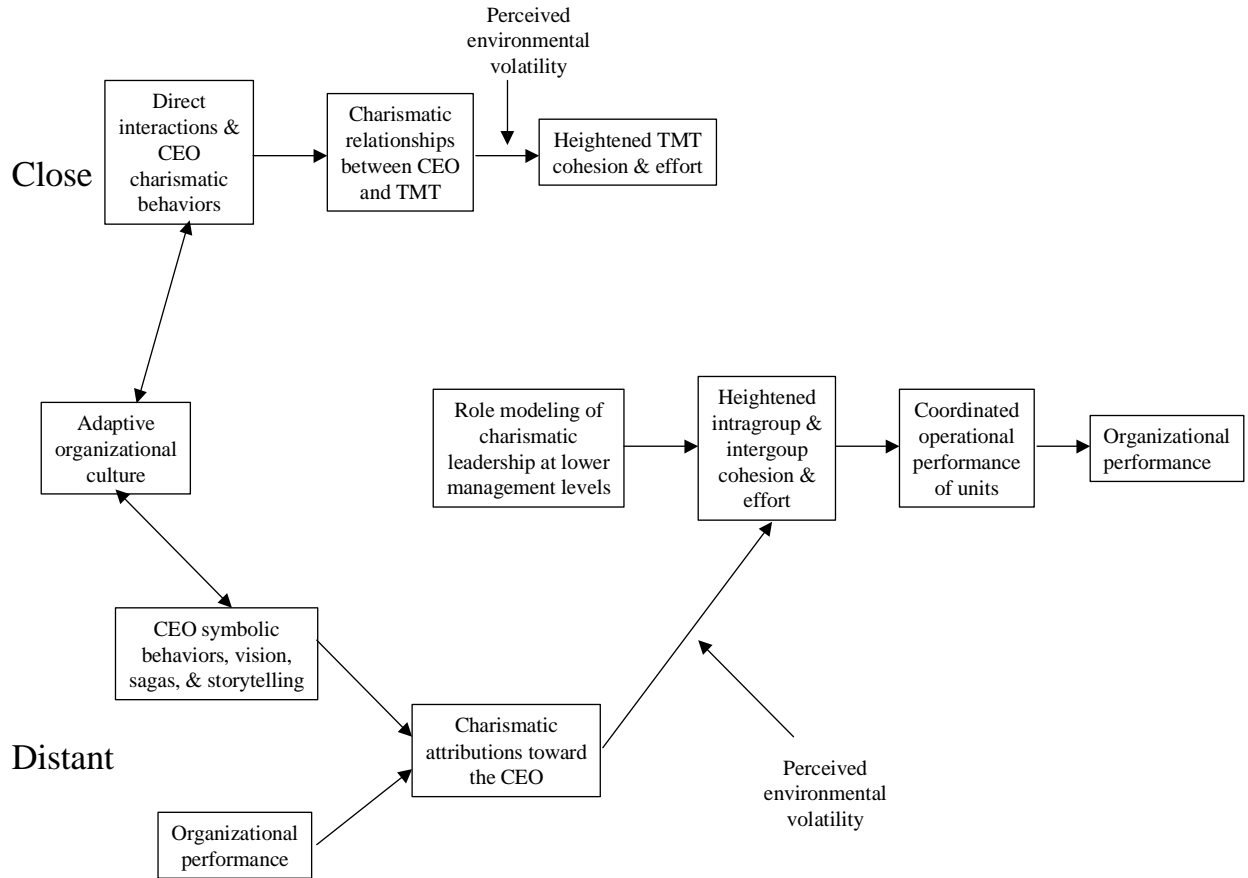 Perceived
environmental
volatility
Direct
interactions &
CEO
charismatic
behaviors
Charismatic
relationships
between CEO
and TMT
Heightened TMT
cohesion & effort
Close
Adaptive
organizational
culture
Role modeling of
charismatic
leadership at lower
management levels
Heightened
intragroup &
intergoup
cohesion &
effort
Coordinated
operational
performance
of units
Organizational
performance
CEO symbolic
behaviors, vision,
sagas, & storytelling
Distant
Charismatic
attributions toward
the CEO
Perceived
environmental
volatility
Organizational
performance